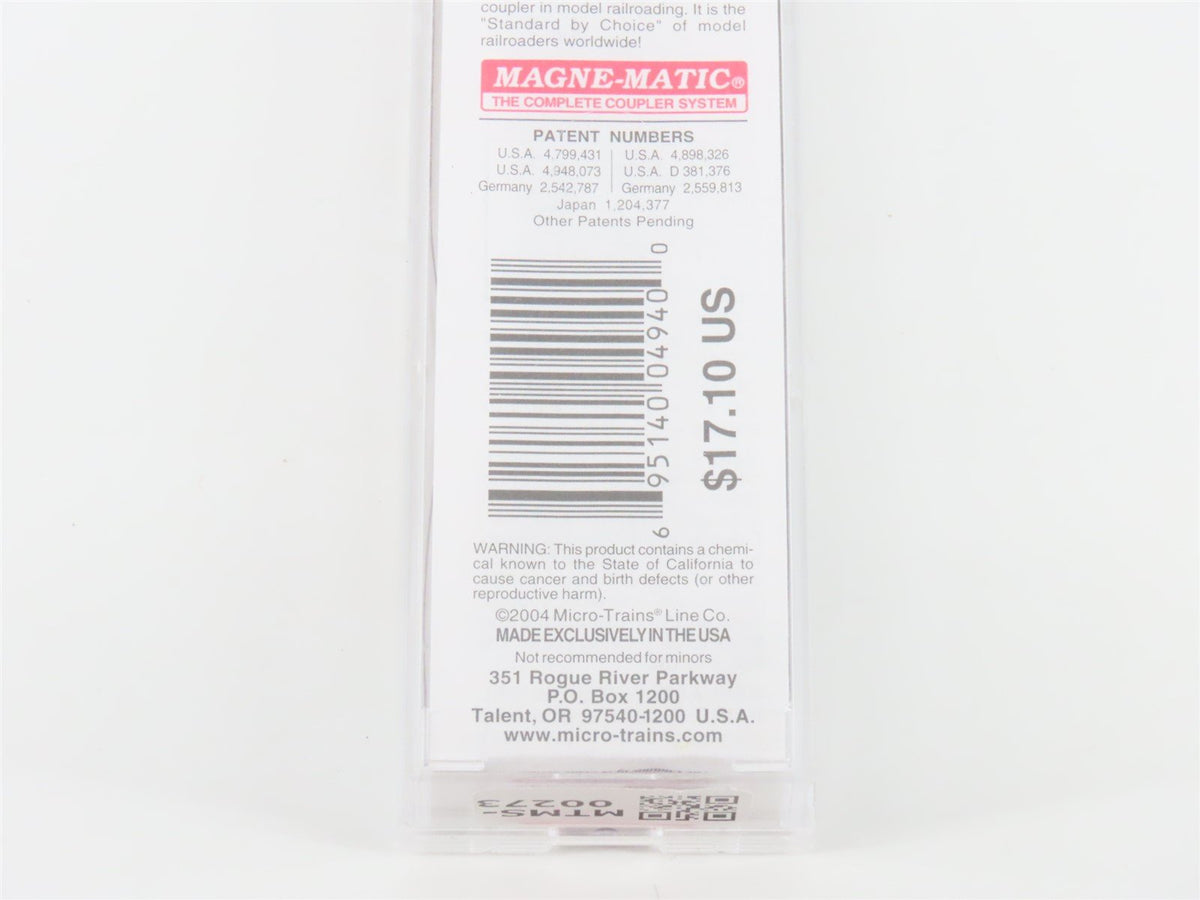 coupler in model railroading. It is the
"Standard by Choice" of model
railroaders worldwide!
MAGNE-MATIC®
THE COMPLETE COUPLER SYSTEM
PATENT NUMBERS
U.S.A. 4,799,431 U.S.A. 4,898,326
U.S.A. 4,948,073 U.S.A. D 381,376
Germany 2,542,787 Germany 2,559,813
Japan 1,204,377
Other Patents Pending
6 95140 04940 0
$17.10 US
WARNING: This product contains a chemi-
cal known to the State of California to
cause cancer and birth defects (or other
reproductive harm).
©2004 Micro-Trains® Line Co.
MADE EXCLUSIVELY IN THE USA
Not recommended for minors
351 Rogue River Parkway
P.O. Box 1200
Talent, OR 97540-1200 U.S.A.
www.micro-trains.com
MTMS-
00273